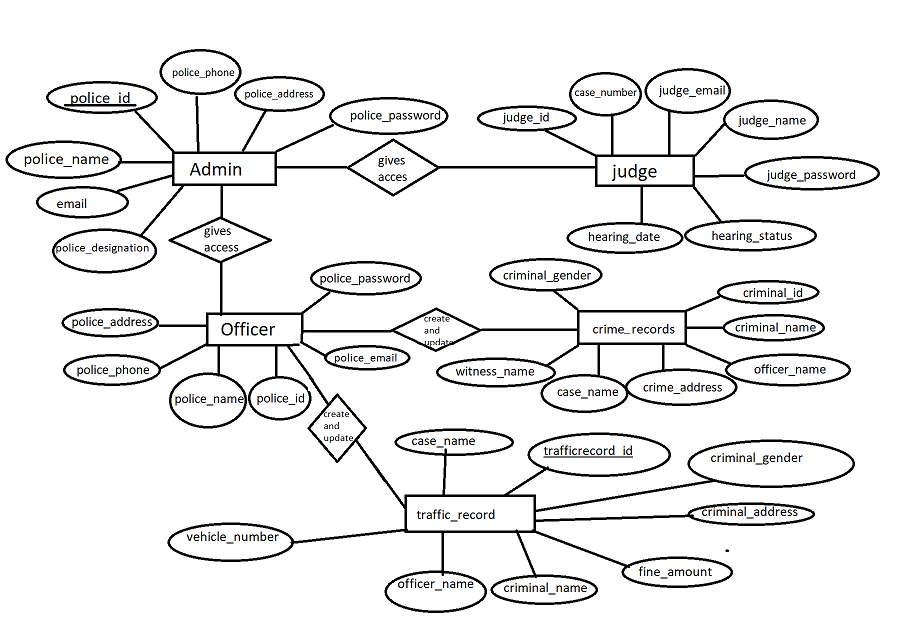 police_phone
police_id
police_address
police_password
case_number
judge_email
judge_id
judge_name
police_name
Admin
gives
acces
judge
judge_password
email
police_designation
gives
access
hearing_date
hearing_status
police_password
criminal_gender
criminal_id
police_address
Officer
create
and
update
crime_records
criminal_name
police_email
police_phone
witness_name
officer_name
police_name
police_id
case_name
crime_address
create
and
update
case_name
trafficrecord_id
criminal_gender
traffic_record
criminal_address
vehicle_number
officer_name
criminal_name
fine_amount